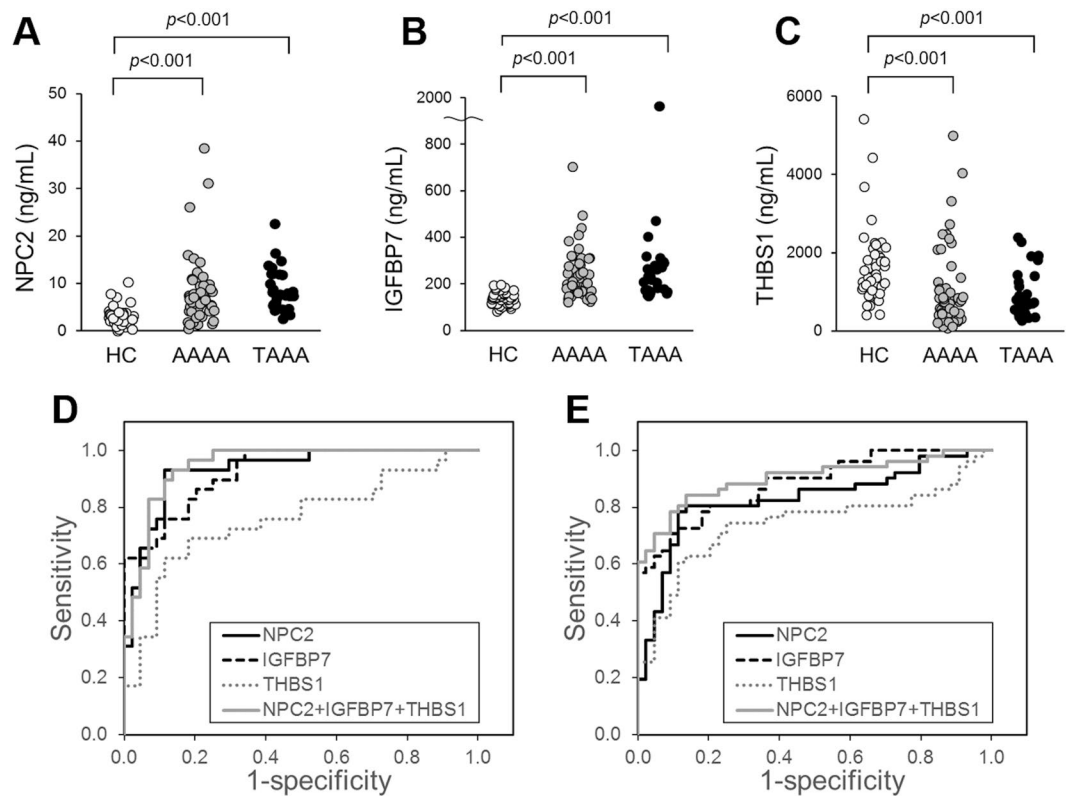 A
p<0.001
p<0.001
NPC2 (ng/mL)
50
40
30
20
10
0
HC
AAAA
TAAA
B
p<0.001
p<0.001
IGFBP7 (ng/mL)
2000
800
600
400
200
0
HC
AAAA
TAAA
C
p<0.001
p<0.001
THBS1 (ng/mL)
6000
4000
2000
0
HC
AAAA
TAAA
D
Sensitivity
1.0
0.8
0.6
0.4
0.2
0.0
NPC2
IGFBP7
THBS1
NPC2+IGFBP7+THBS1
0.0 0.2 0.4 0.6 0.8 1.0
1-specificity
E
Sensitivity
1.0
0.8
0.6
0.4
0.2
0.0
NPC2
IGFBP7
THBS1
NPC2+IGFBP7+THBS1
0.0 0.2 0.4 0.6 0.8 1.0
1-specificity